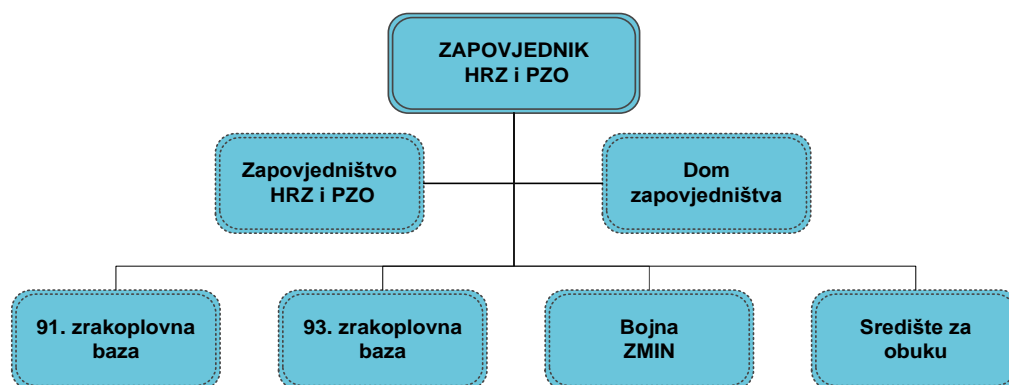 ZAPOVJEDNIK
HRZ i PZO
Zapovjedništvo
HRZ i PZO
Dom
zapovjedništva
91. zrakoplovna
baza
93. zrakoplovna
baza
Bojna
ZMIN
Središte za
obuku